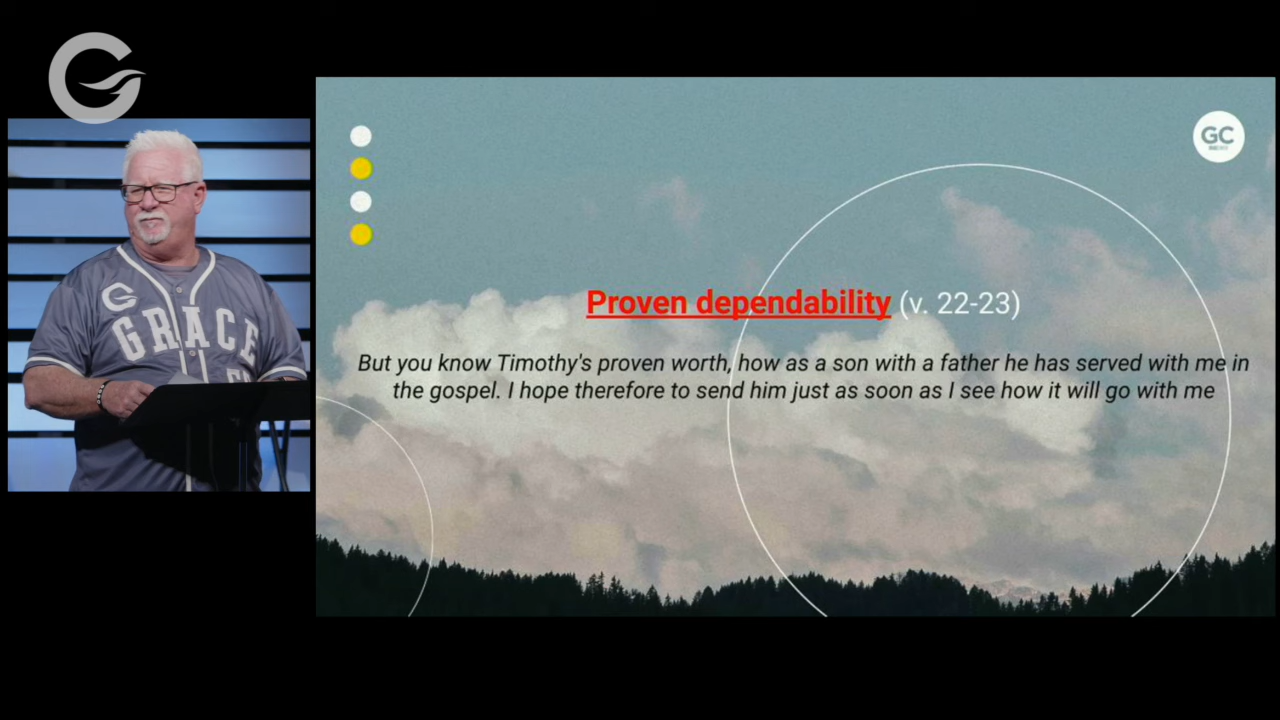 GRACE
GC
Proven dependability (v. 22-23)
But you know Timothy's proven worth, how as a son with a father he has served with me in
the gospel. I hope therefore to send him just as soon as I see how it will go with me